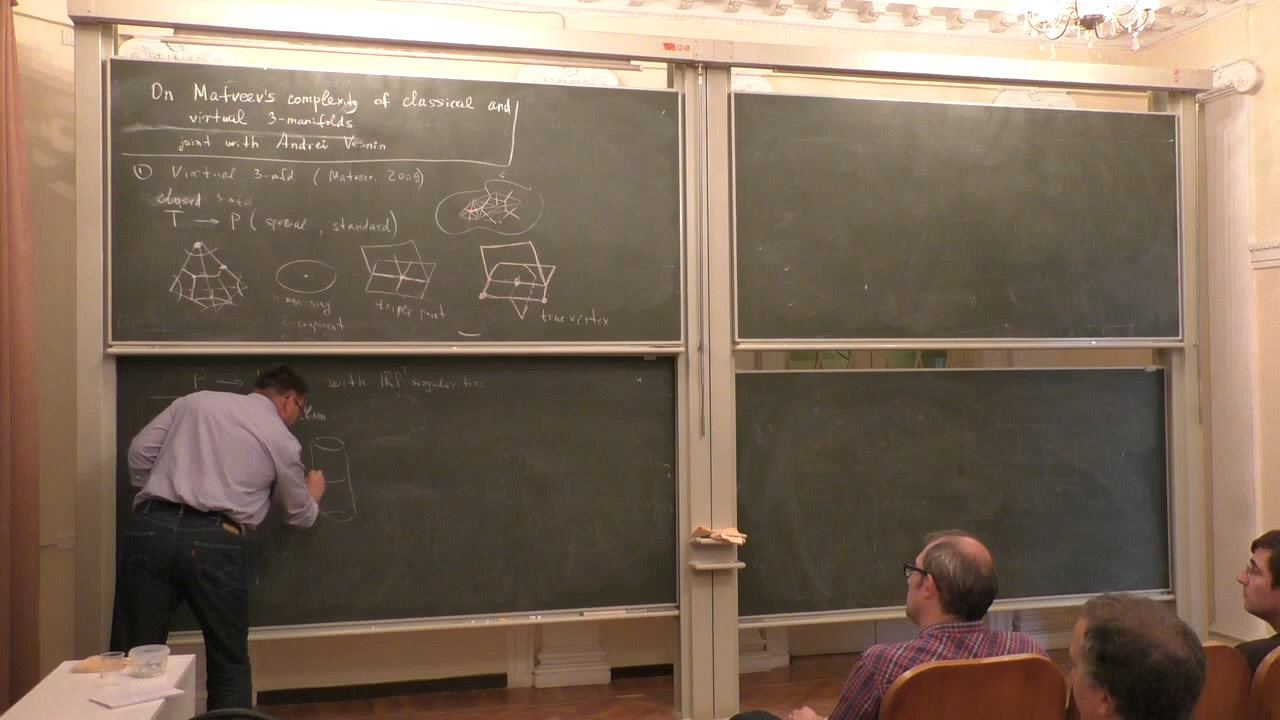 On Matveev's complexity of classical and
virtual 3-manifolds
joint with Andrei Vesnin
① Virtual 3-mfd (Matveev, 2009)
closed 3-mfd
T → P (special, standard)
non-sing
2-component
triple point
true vertex
P → with RP² singularities